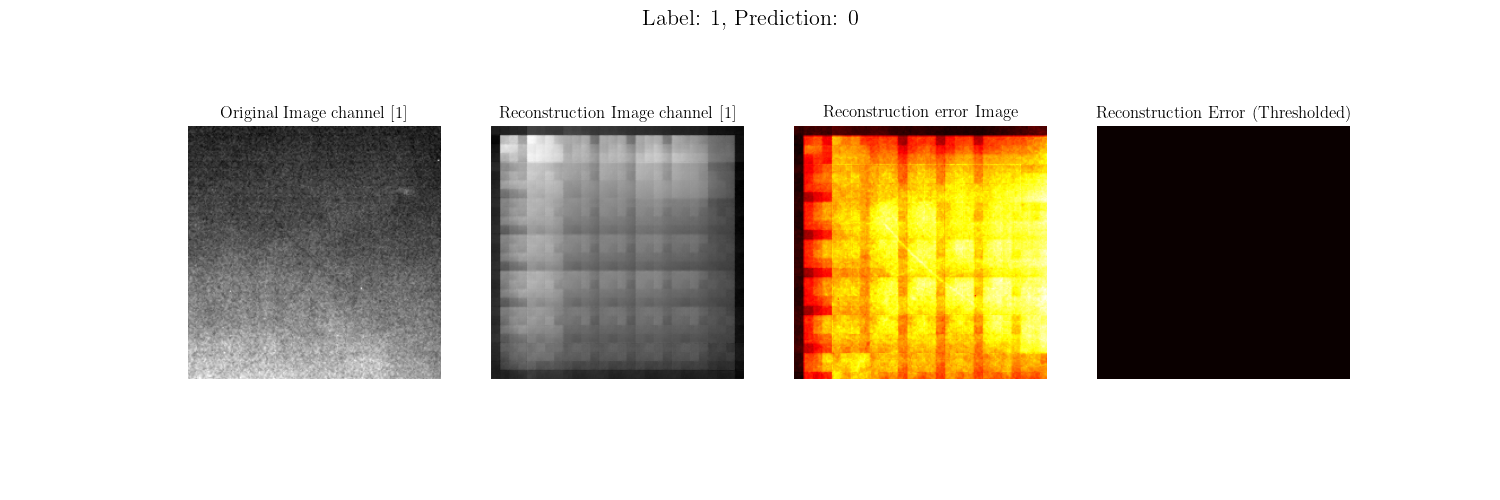 Label: 1, Prediction: 0
Original Image channel [1]
Reconstruction Image channel [1]
Reconstruction error Image
Reconstruction Error (Thresholded)